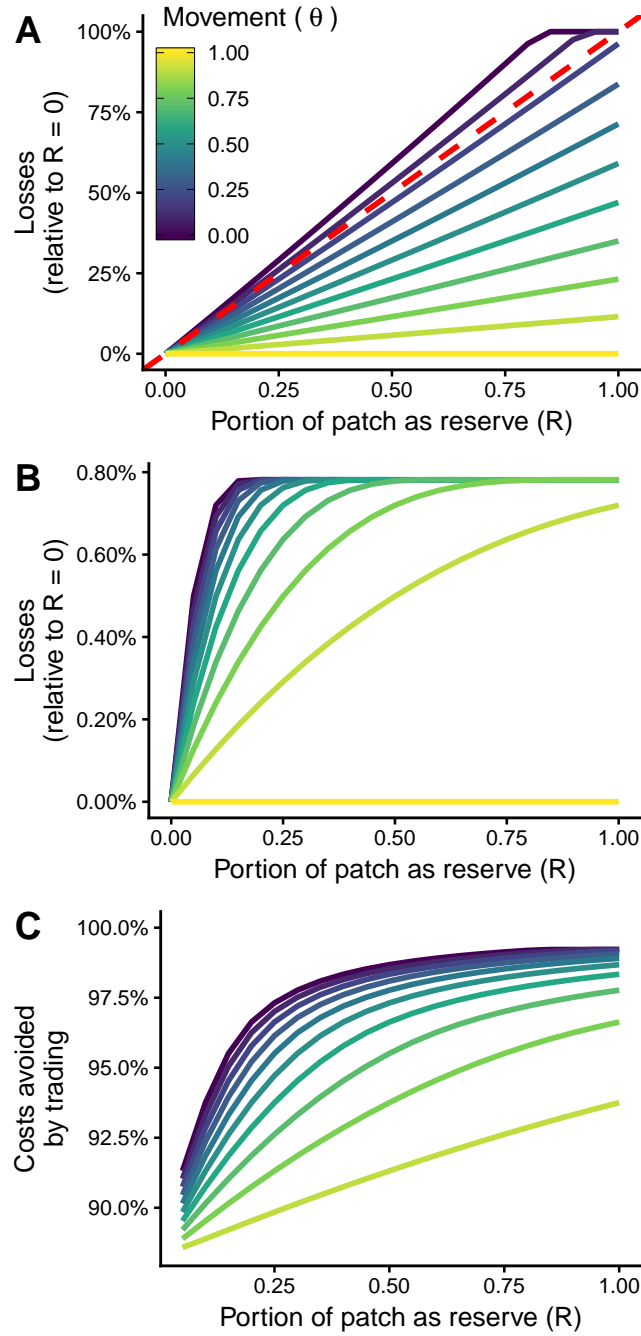 A
Movement ( θ )
1.00
0.75
0.50
0.25
0.00
100%
75%
50%
25%
0%
Losses
(relative to R = 0)
0.00
0.25
0.50
0.75
1.00
Portion of patch as reserve (R)
B
0.80%
0.60%
0.40%
0.20%
0.00%
Losses
(relative to R = 0)
0.00
0.25
0.50
0.75
1.00
Portion of patch as reserve (R)
C
100.0%
97.5%
95.0%
92.5%
90.0%
Costs avoided
by trading
0.25
0.50
0.75
1.00
Portion of patch as reserve (R)